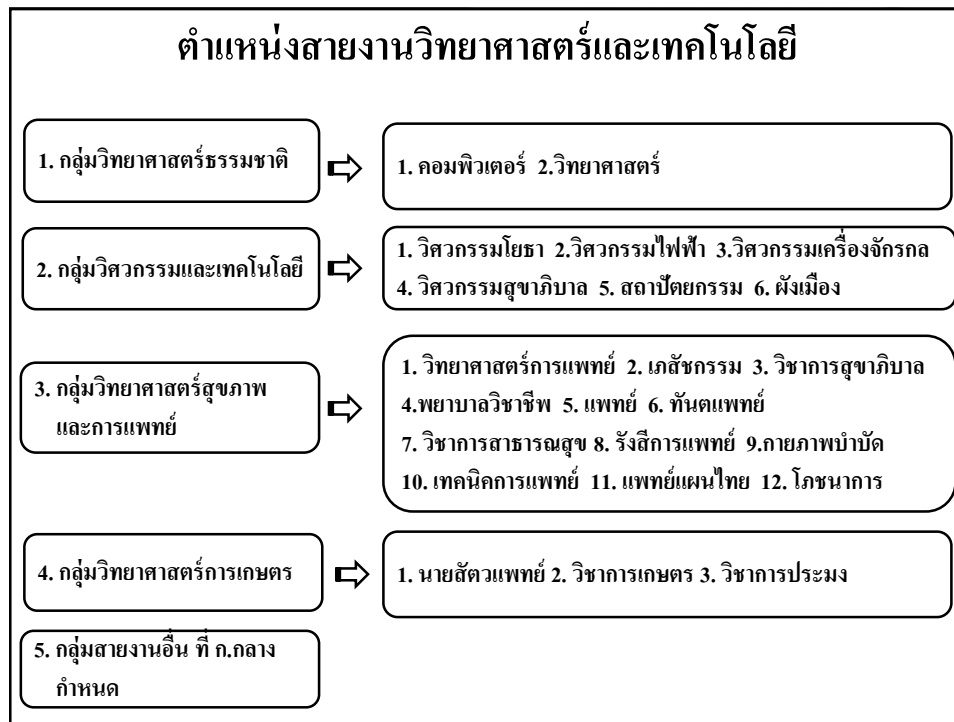 ตำแหน่งสายงานวิทยาศาสตร์และเทคโนโลยี
1. กลุ่มวิทยาศาสตร์ธรรมชาติ
1. คอมพิวเตอร์ 2.วิทยาศาสตร์
2. กลุ่มวิศวกรรมและเทคโนโลยี
1. วิศวกรรมโยธา 2.วิศวกรรมไฟฟ้า 3.วิศวกรรมเครื่องจักรกล
4. วิศวกรรมสุขาภิบาล 5. สถาปัตยกรรม 6. ผังเมือง
3. กลุ่มวิทยาศาสตร์สุขภาพ
และการแพทย์
1. วิทยาศาสตร์การแพทย์ 2. เภสัชกรรม 3. วิชาการสุขาภิบาล
4.พยาบาลวิชาชีพ 5. แพทย์ 6. ทันตแพทย์
7. วิชาการสาธารณสุข 8. รังสีการแพทย์ 9.กายภาพบำบัด
10. เทคนิคการแพทย์ 11. แพทย์แผนไทย 12. โภชนาการ
4. กลุ่มวิทยาศาสตร์การเกษตร
1. นายสัตวแพทย์ 2. วิชาการเกษตร 3. วิชาการประมง
5. กลุ่มสายงานอื่น ที่ ก.กลาง
กำหนด